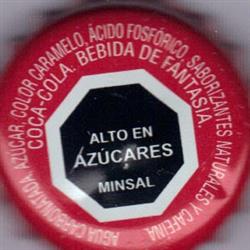 AGUA CARBONATADA, AZÚCAR, COLOR CARAMELO, ÁCIDO FOSFÓRICO, SABORIZANTES NATURALES Y CAFEÍNA
COCA-COLA. BEBIDA DE FANTASÍA.
ALTO EN
AZÚCARES
MINSAL